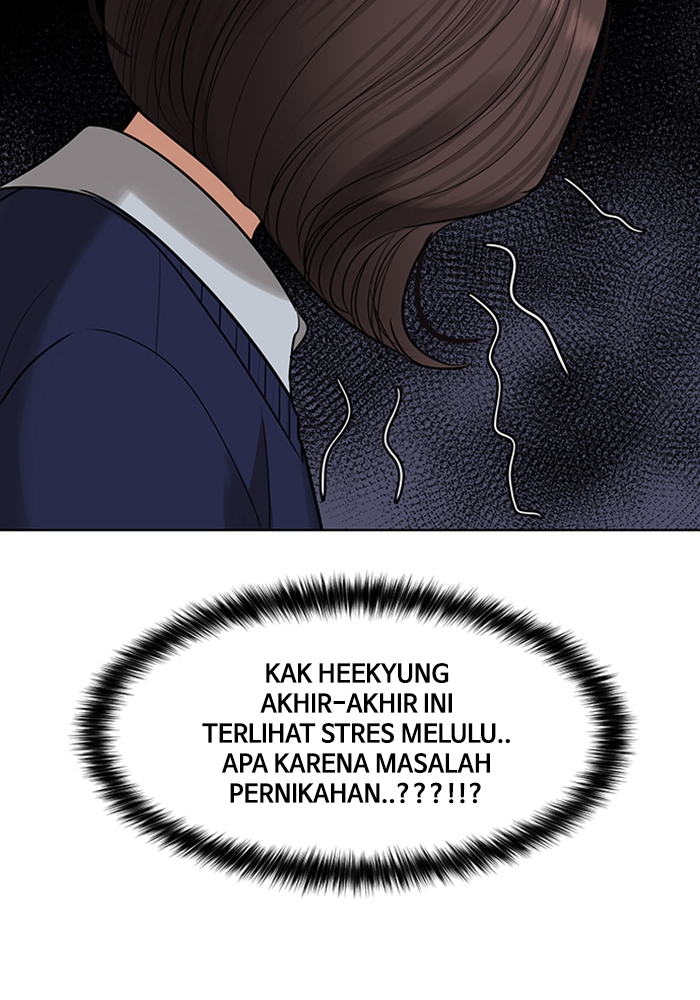 KAK HEEKYUNG
AKHIR-AKHIR INI
TERLIHAT STRES MELULU..
APA KARENA MASALAH
PERNIKAHAN..???!!?